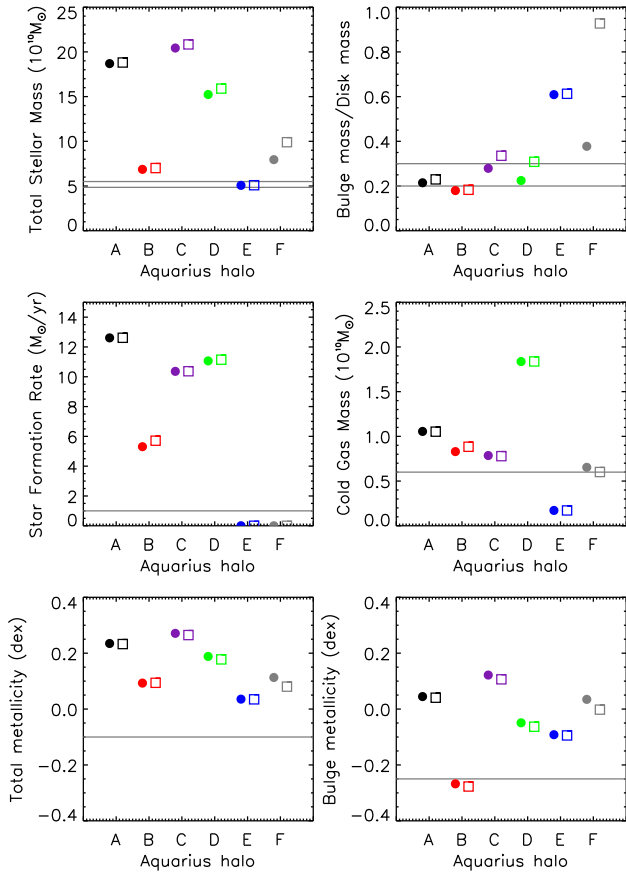 Total Stellar Mass (10¹⁰M☉)
25
20
15
10
5
0
A B C D E F
Aquarius halo
Bulge mass/Disk mass
1.0
0.8
0.6
0.4
0.2
0.0
A B C D E F
Aquarius halo
Star Formation Rate (M☉/yr)
14
12
10
8
6
4
2
0
A B C D E F
Aquarius halo
Cold Gas Mass (10¹⁰M☉)
2.5
2.0
1.5
1.0
0.5
0.0
A B C D E F
Aquarius halo
Total metallicity (dex)
0.4
0.2
0.0
−0.2
−0.4
A B C D E F
Aquarius halo
Bulge metallicity (dex)
0.4
0.2
0.0
−0.2
−0.4
A B C D E F
Aquarius halo